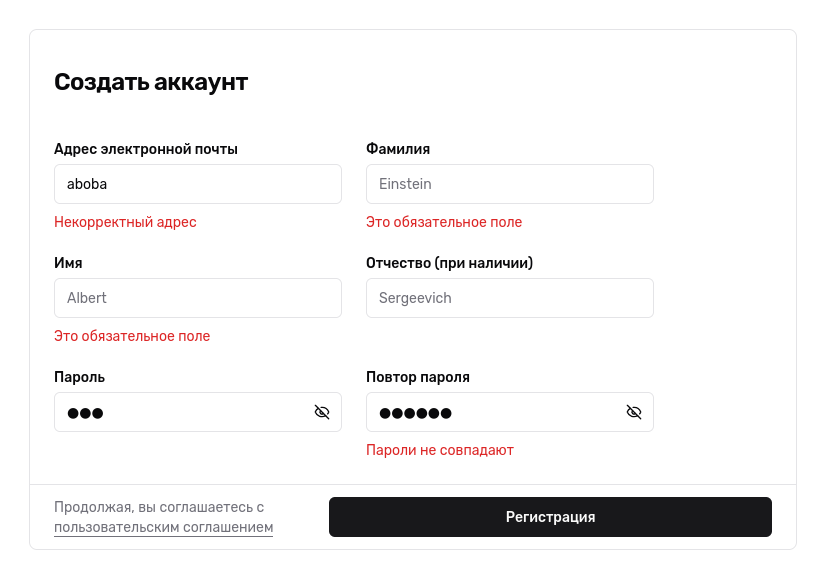 Создать аккаунт
Адрес электронной почты
aboba
Некорректный адрес
Фамилия
Einstein
Это обязательное поле
Имя
Albert
Это обязательное поле
Отчество (при наличии)
Sergeevich
Пароль
●●●
Повтор пароля
●●●●●●
Пароли не совпадают
Продолжая, вы соглашаетесь с
пользовательским соглашением
Регистрация